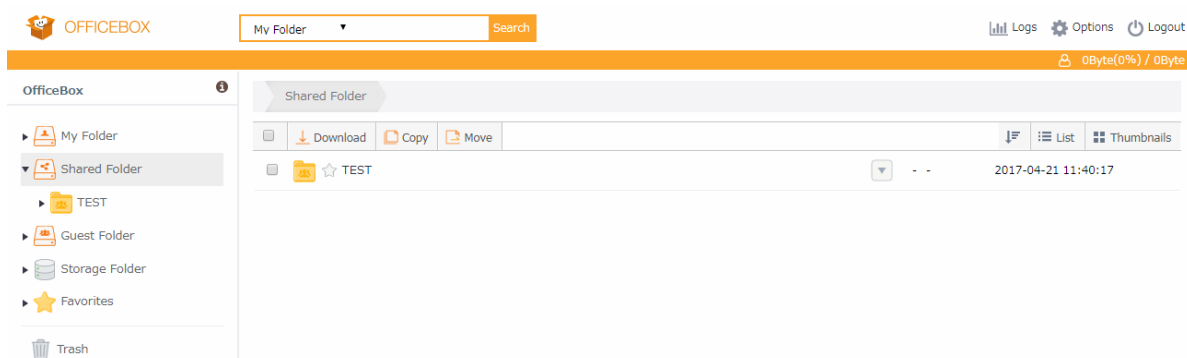 OFFICEBOX
My Folder Search
Logs Options Logout
0Byte(0%) / 0Byte
OfficeBox
My Folder
Shared Folder
TEST
Guest Folder
Storage Folder
Favorites
Trash
Shared Folder
Download Copy Move List Thumbnails
TEST - - 2017-04-21 11:40:17